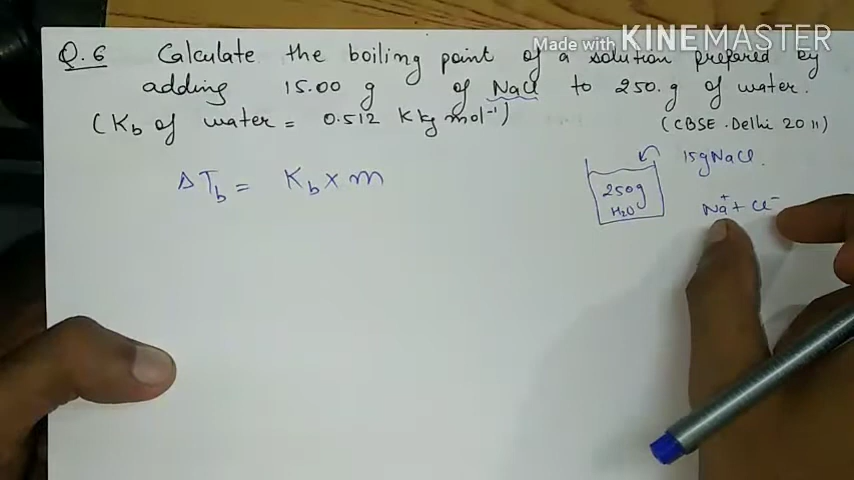 Made with KINEMASTER
Q.6 Calculate the boiling point of a solution prepared by
adding 15.00 g of NaCl to 250. g of water.
(Kb of water = 0.512 K kg mol⁻¹) (CBSE. Delhi 2011)
15g NaCl.
ΔTb = Kb × m
250g
H₂O
Na⁺ + Cl⁻